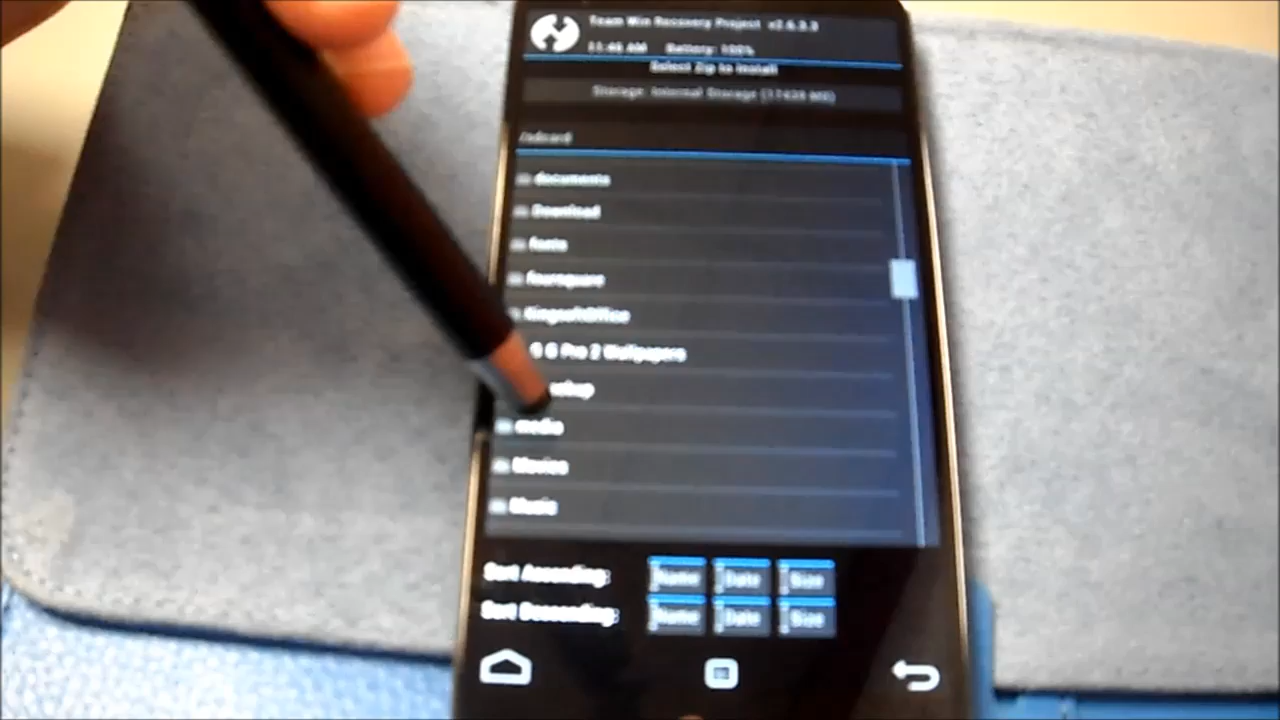 Team Win Recovery Project v2.6.3.3
11:46 AM Battery: 100%
Select Zip to Install
Storage: Internal Storage
/sdcard
documents
Download
fonts
foursquare
KingsoftOffice
G Pro 2 Wallpapers
media
Movies
Music
Sort Ascending: Name Date Size
Sort Descending: Name Date Size